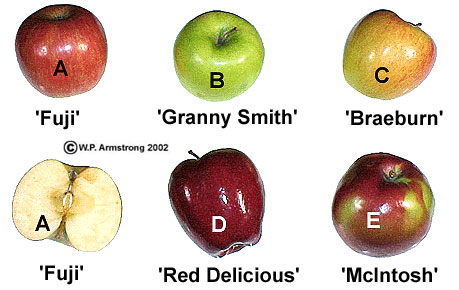 A
B
C
'Fuji'
'Granny Smith'
'Braeburn'
©W.P. Armstrong 2002
A
D
E
'Fuji'
'Red Delicious'
'McIntosh'